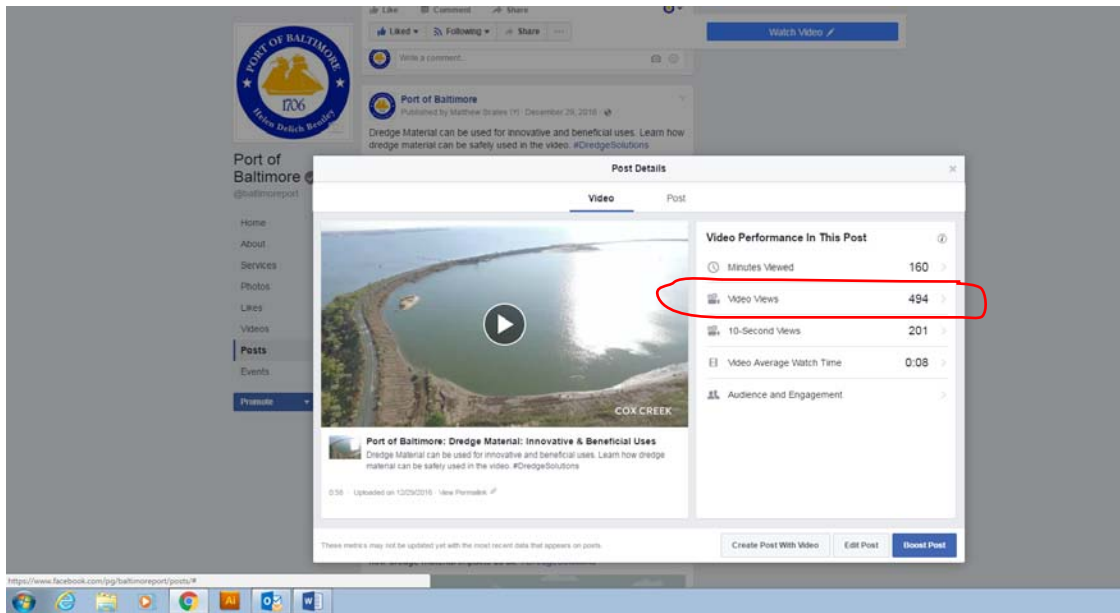 Like Comment Share
Liked Following Share
Watch Video
Write a comment...
PORT OF BALTIMORE
1706
Helen Delich Bentley
Port of Baltimore
Published by Matthew Drates [?] · December 29, 2016
Dredge Material can be used for innovative and beneficial uses. Learn how
dredge material can be safely used in the video. #DredgeSolutions
Port of
Baltimore
@baltimoreport
Home
About
Services
Photos
Likes
Videos
Posts
Events
Promote
Post Details
Video Post
COX CREEK
Port of Baltimore: Dredge Material: Innovative & Beneficial Uses
Dredge Material can be used for innovative and beneficial uses. Learn how dredge
material can be safely used in the video. #DredgeSolutions
0:58 · Uploaded on 12/29/2016 · View Permalink
Video Performance In This Post
Minutes Viewed 160
Video Views 494
10-Second Views 201
Video Average Watch Time 0:08
Audience and Engagement
These metrics may not be updated yet with the most recent data that appears on posts.
Create Post With Video Edit Post Boost Post
https://www.facebook.com/pg/baltimoreport/posts/#
Ai